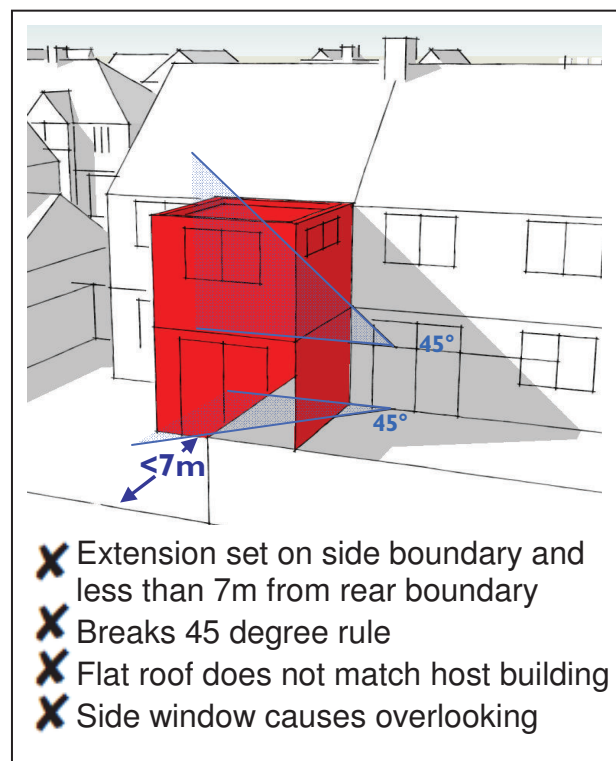 45°
45°
<7m
✘ Extension set on side boundary and
less than 7m from rear boundary
✘ Breaks 45 degree rule
✘ Flat roof does not match host building
✘ Side window causes overlooking